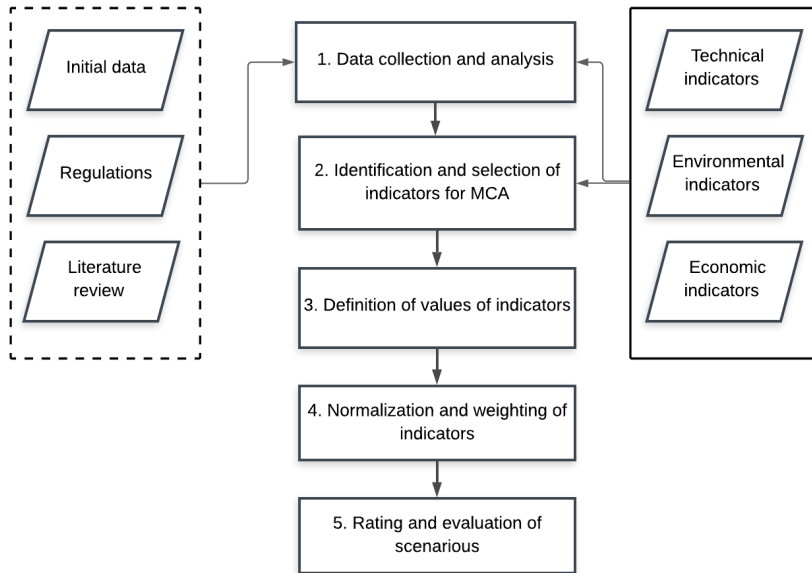 Initial data
Regulations
Literature
review
1. Data collection and analysis
2. Identification and selection of
indicators for MCA
3. Definition of values of indicators
4. Normalization and weighting of
indicators
5. Rating and evaluation of
scenarious
Technical
indicators
Environmental
indicators
Economic
indicators